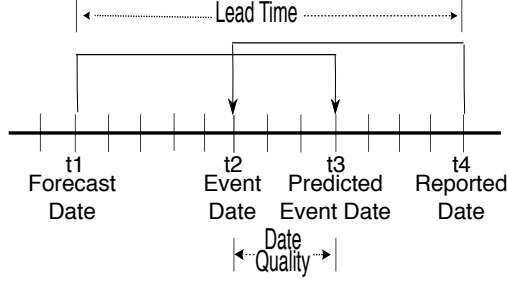 Lead Time
t1 t2 t3 t4
Forecast Event Predicted Reported
Date Date Event Date Date
Date
Quality